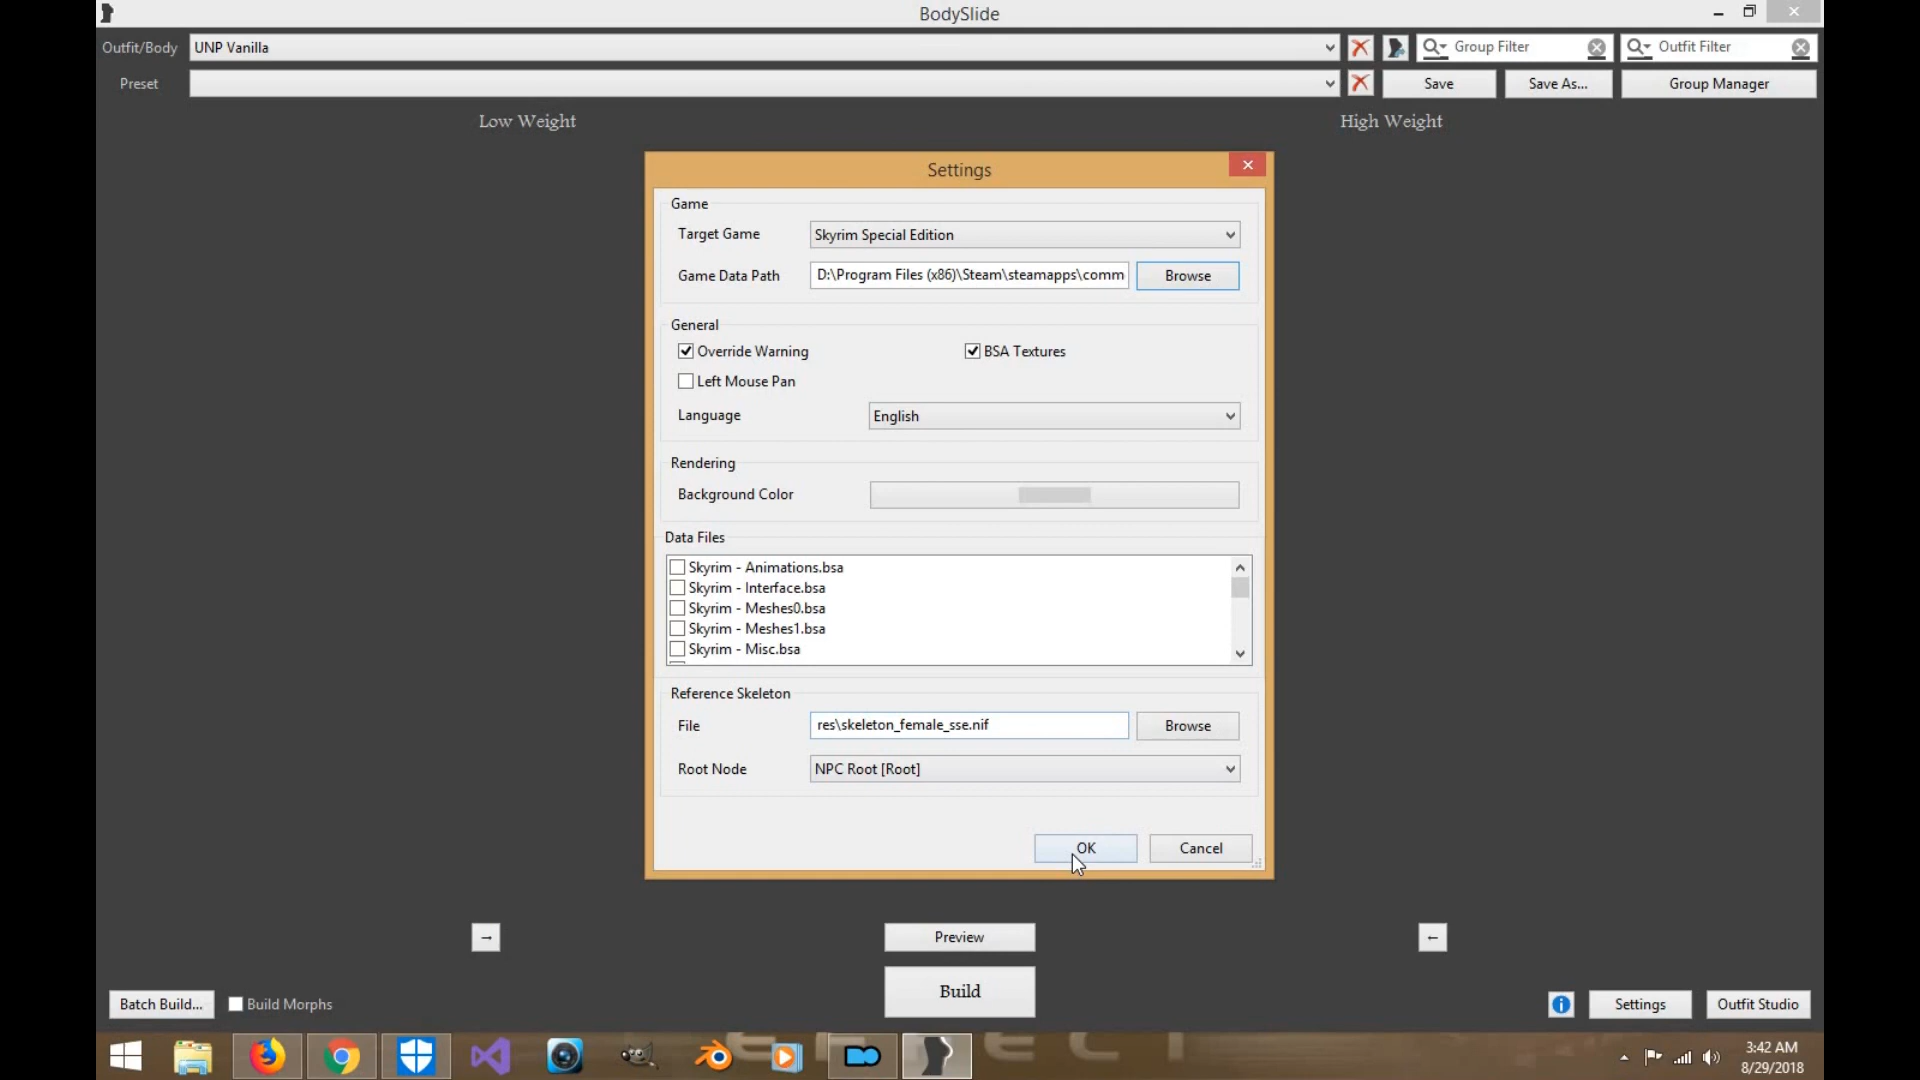 BodySlide
Outfit/Body UNP Vanilla Group Filter Outfit Filter
Preset Save Save As... Group Manager
Low Weight High Weight
Settings
Game
Target Game Skyrim Special Edition
Game Data Path D:\Program Files (x86)\Steam\steamapps\comm Browse
General
Override Warning BSA Textures
Left Mouse Pan
Language English
Rendering
Background Color
Data Files
Skyrim - Animations.bsa
Skyrim - Interface.bsa
Skyrim - Meshes0.bsa
Skyrim - Meshes1.bsa
Skyrim - Misc.bsa
Reference Skeleton
File res\skeleton_female_sse.nif Browse
Root Node NPC Root [Root]
OK Cancel
Preview
Build
Batch Build... Build Morphs Settings Outfit Studio
3:42 AM
8/29/2018